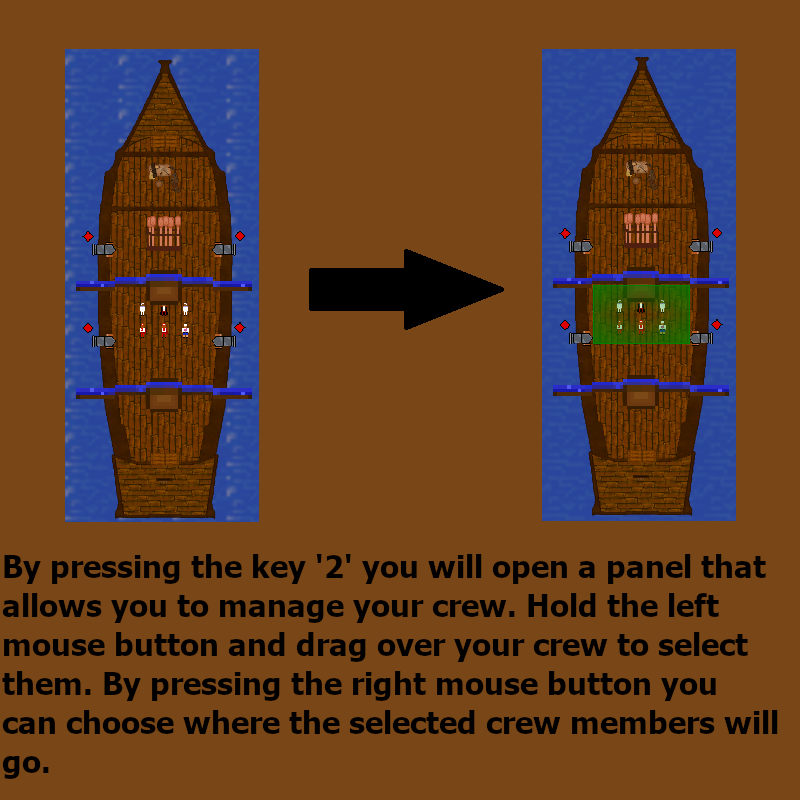 By pressing the key '2' you will open a panel that
allows you to manage your crew. Hold the left
mouse button and drag over your crew to select
them. By pressing the right mouse button you
can choose where the selected crew members will
go.